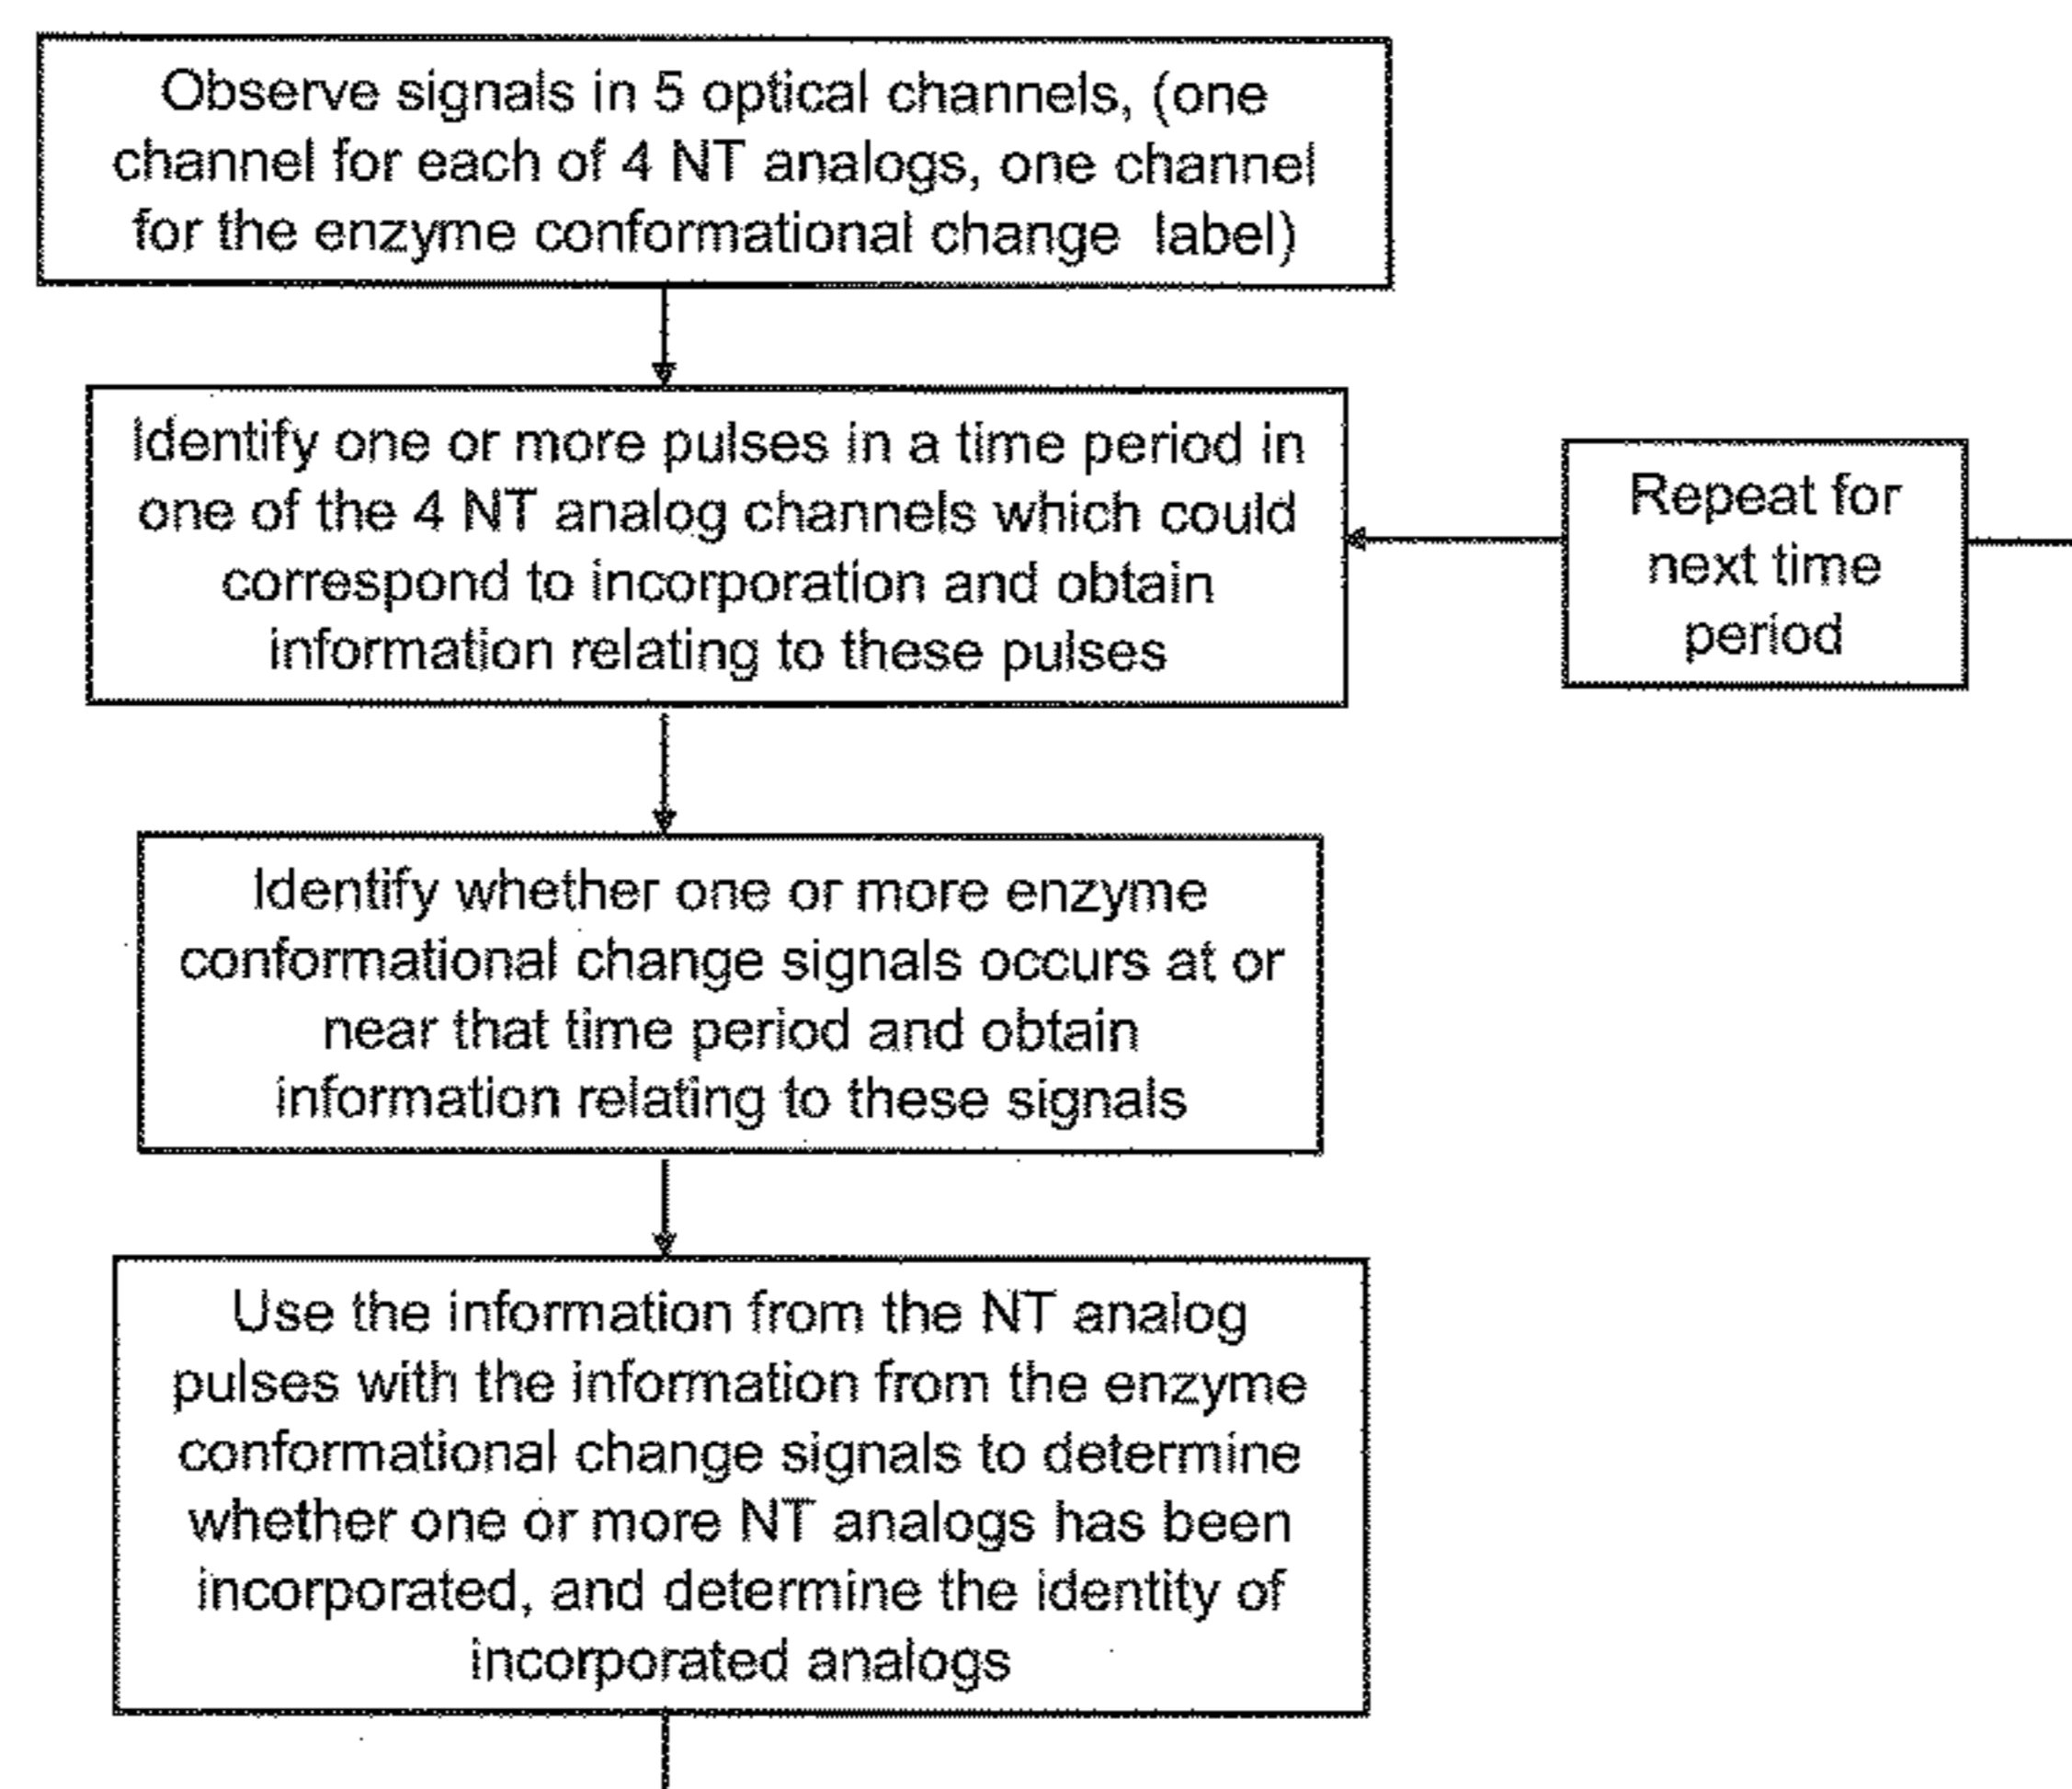 Observe signals in 5 optical channels, (one
channel for each of 4 NT analogs, one channel
for the enzyme conformational change label)
Identify one or more pulses in a time period in
one of the 4 NT analog channels which could
correspond to incorporation and obtain
information relating to these pulses
Repeat for
next time
period
Identify whether one or more enzyme
conformational change signals occurs at or
near that time period and obtain
information relating to these signals
Use the information from the NT analog
pulses with the information from the enzyme
conformational change signals to determine
whether one or more NT analogs has been
incorporated, and determine the identity of
incorporated analogs